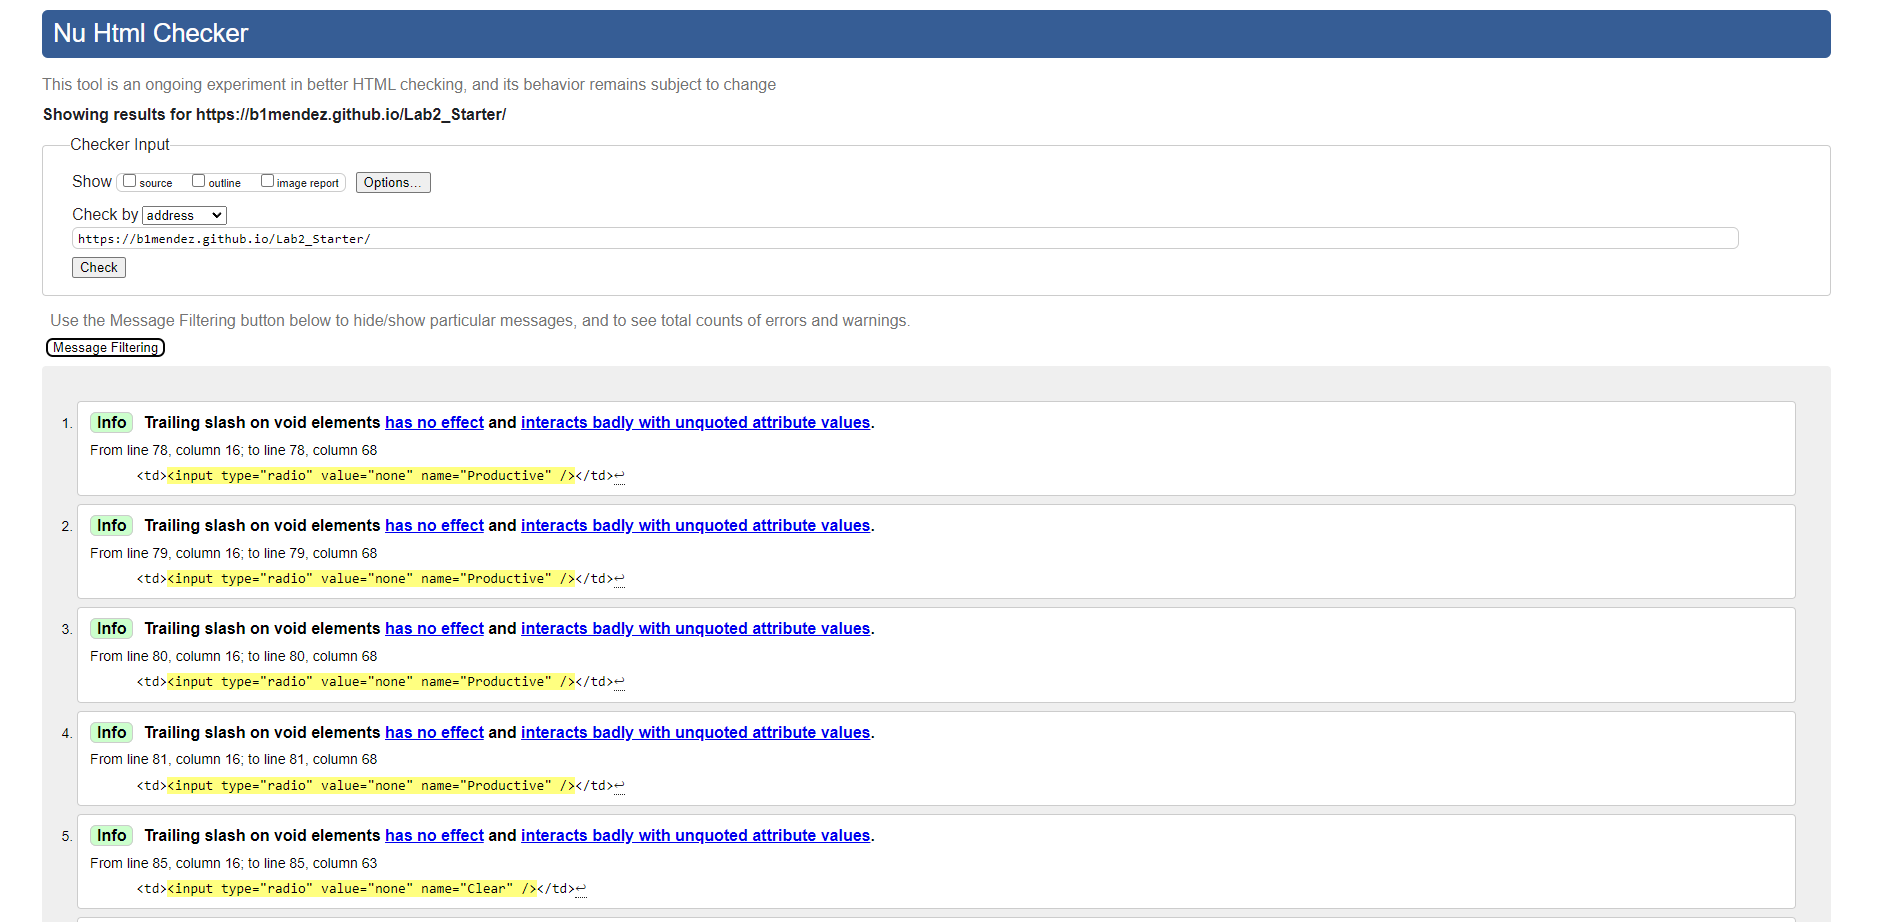 Nu Html Checker
This tool is an ongoing experiment in better HTML checking, and its behavior remains subject to change
Showing results for https://b1mendez.github.io/Lab2_Starter/
Checker Input
Show source outline image report Options...
Check by address
https://b1mendez.github.io/Lab2_Starter/
Check
Use the Message Filtering button below to hide/show particular messages, and to see total counts of errors and warnings.
Message Filtering
1. Info Trailing slash on void elements has no effect and interacts badly with unquoted attribute values.
From line 78, column 16; to line 78, column 68
<td><input type="radio" value="none" name="Productive" /></td>↩
2. Info Trailing slash on void elements has no effect and interacts badly with unquoted attribute values.
From line 79, column 16; to line 79, column 68
<td><input type="radio" value="none" name="Productive" /></td>↩
3. Info Trailing slash on void elements has no effect and interacts badly with unquoted attribute values.
From line 80, column 16; to line 80, column 68
<td><input type="radio" value="none" name="Productive" /></td>↩
4. Info Trailing slash on void elements has no effect and interacts badly with unquoted attribute values.
From line 81, column 16; to line 81, column 68
<td><input type="radio" value="none" name="Productive" /></td>↩
5. Info Trailing slash on void elements has no effect and interacts badly with unquoted attribute values.
From line 85, column 16; to line 85, column 63
<td><input type="radio" value="none" name="Clear" /></td>↩